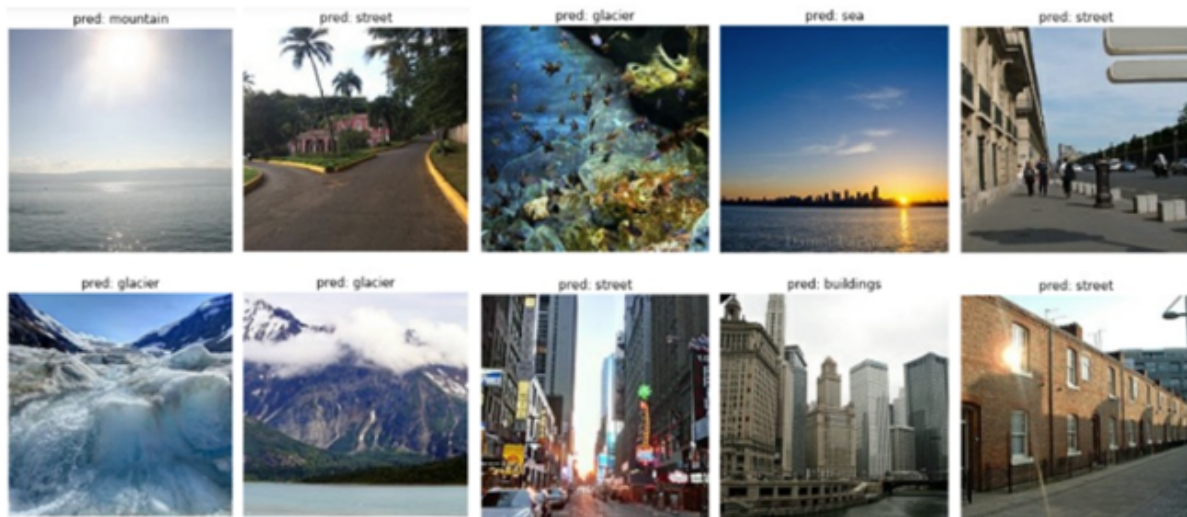 pred: mountain
pred: street
pred: glacier
pred: sea
pred: street
pred: glacier
pred: glacier
pred: street
pred: buildings
pred: street